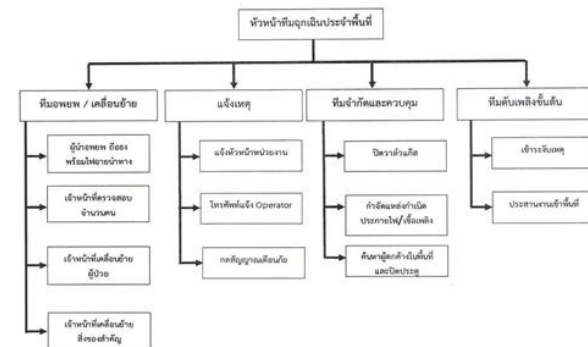 หัวหน้าทีมฉุกเฉินประจำพื้นที่
ทีมอพยพ / เคลื่อนย้าย
แจ้งเหตุ
ทีมจำกัดและควบคุม
ทีมดับเพลิงขั้นต้น
ผู้นำอพยพ ถือธง
พร้อมไฟฉายนำทาง
เจ้าหน้าที่ตรวจสอบ
จำนวนคน
เจ้าหน้าที่เคลื่อนย้าย
ผู้ป่วย
เจ้าหน้าที่เคลื่อนย้าย
สิ่งของสำคัญ
แจ้งหัวหน้าหน่วยงาน
โทรศัพท์แจ้ง Operator
กดสัญญาณเตือนภัย
ปิดวาล์วแก๊ส
กำจัดแหล่งกำเนิด
ประกายไฟ/เชื้อเพลิง
ค้นหาผู้ตกค้างในพื้นที่
และปิดประตู
เข้าระงับเหตุ
ประสานงานเข้าพื้นที่